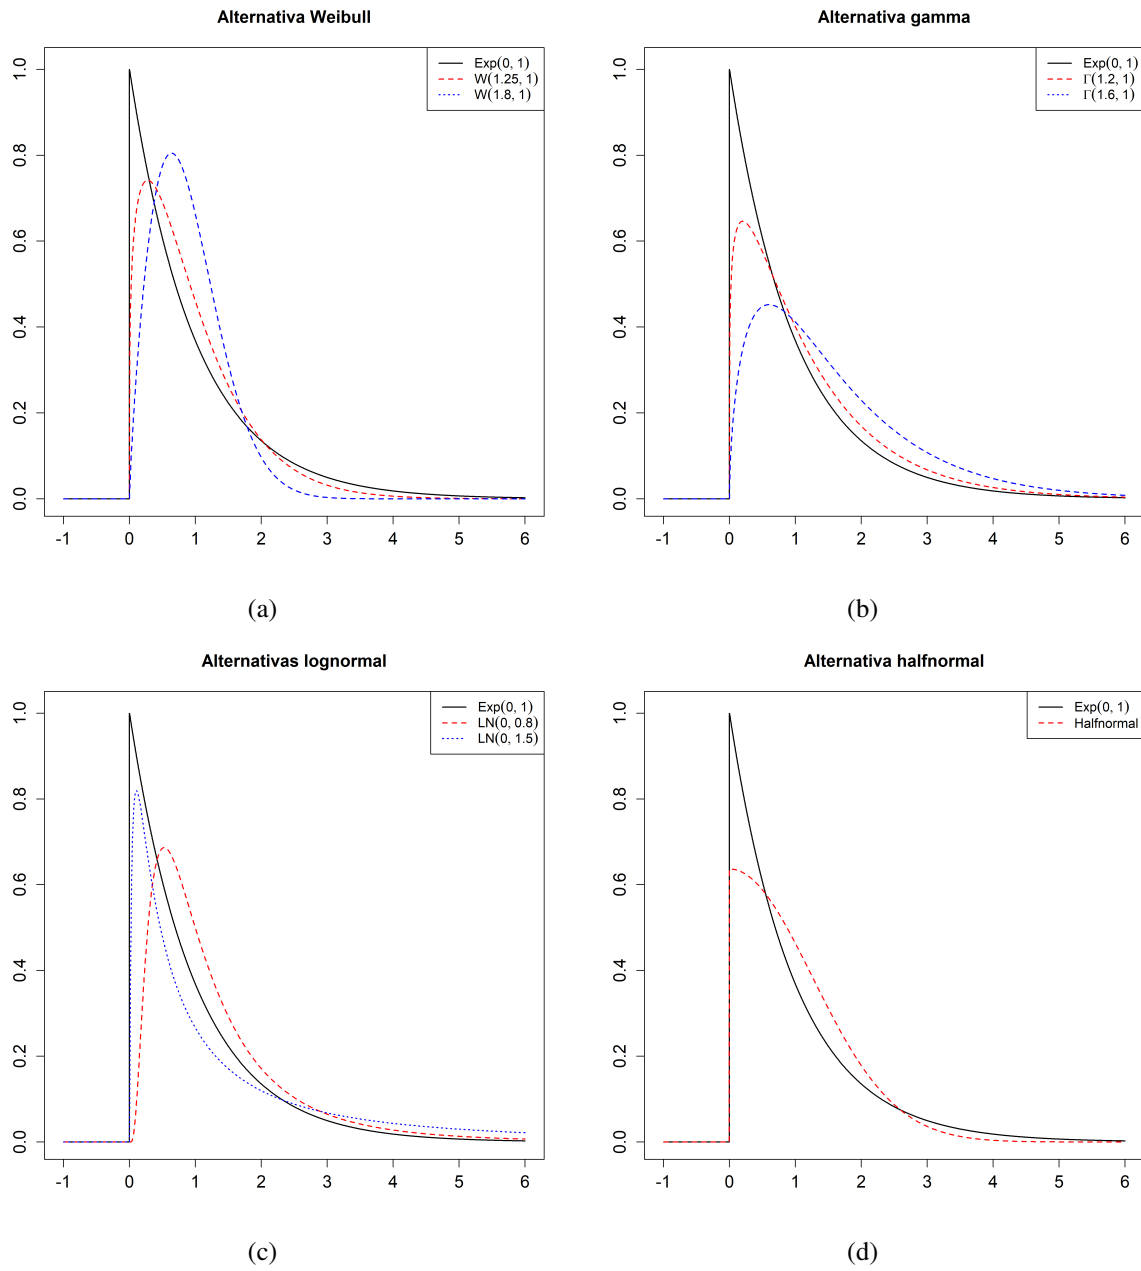 Alternativa Weibull
Exp(0, 1)
W(1.25, 1)
W(1.8, 1)
0.0 0.2 0.4 0.6 0.8 1.0
-1 0 1 2 3 4 5 6
(a)
Alternativa gamma
Exp(0, 1)
Γ(1.2, 1)
Γ(1.6, 1)
0.0 0.2 0.4 0.6 0.8 1.0
-1 0 1 2 3 4 5 6
(b)
Alternativas lognormal
Exp(0, 1)
LN(0, 0.8)
LN(0, 1.5)
0.0 0.2 0.4 0.6 0.8 1.0
-1 0 1 2 3 4 5 6
(c)
Alternativa halfnormal
Exp(0, 1)
Halfnormal
0.0 0.2 0.4 0.6 0.8 1.0
-1 0 1 2 3 4 5 6
(d)